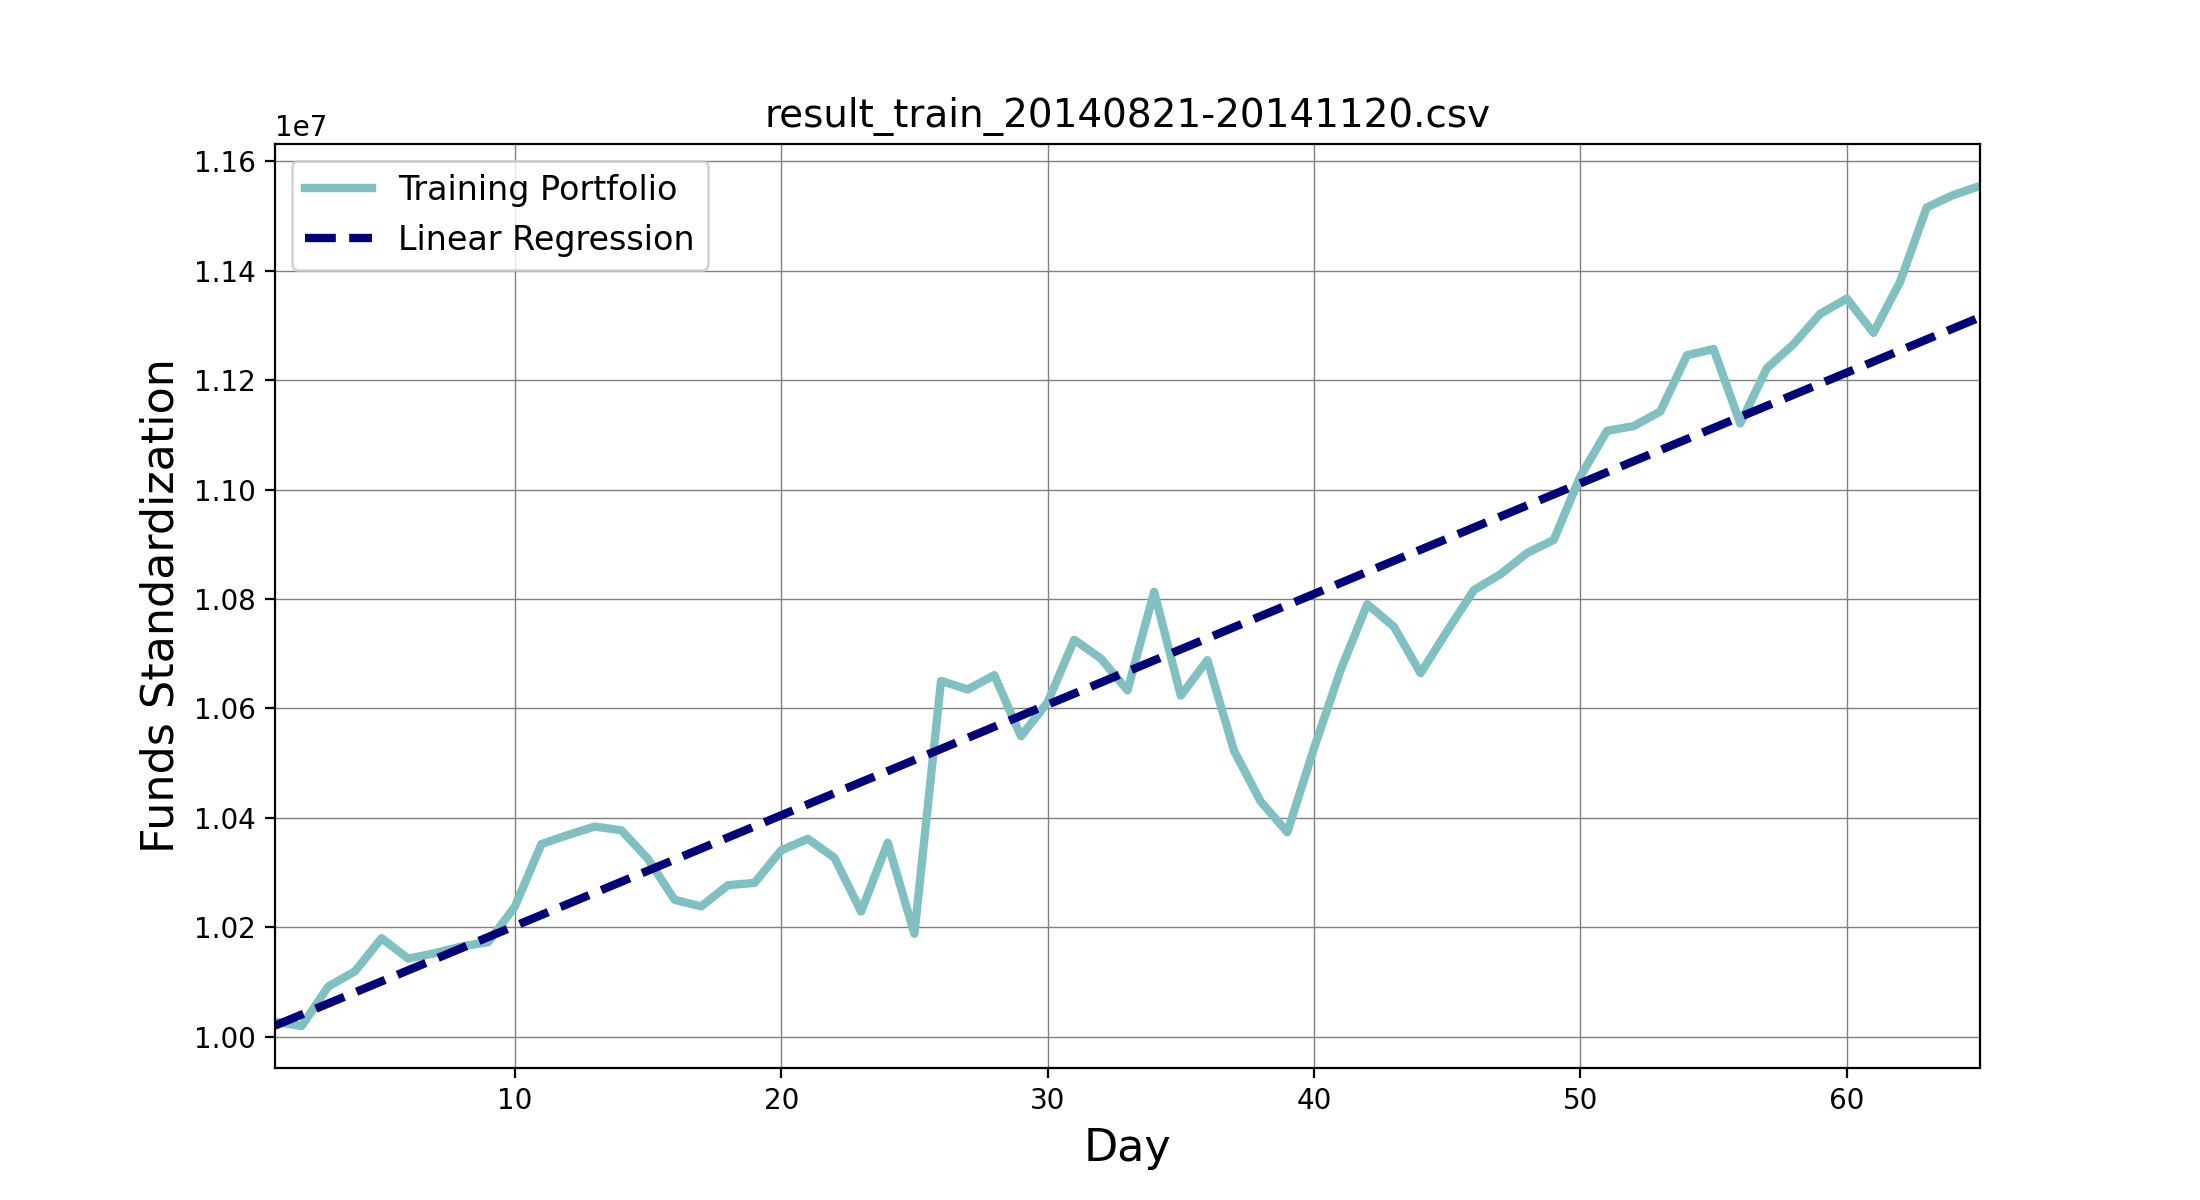 result_train_20140821-20141120.csv
1e7
1.16
1.14
1.12
1.10
1.08
1.06
1.04
1.02
1.00
Funds Standardization
Training Portfolio
Linear Regression
10 20 30 40 50 60
Day